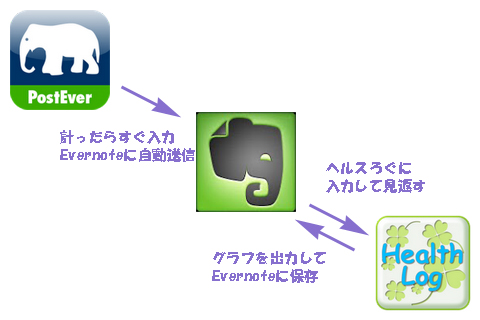 PostEver
計ったらすぐ入力
Evernoteに自動送信
ヘルスろぐに
入力して見返す
グラフを出力して
Evernoteに保存
Health
Log